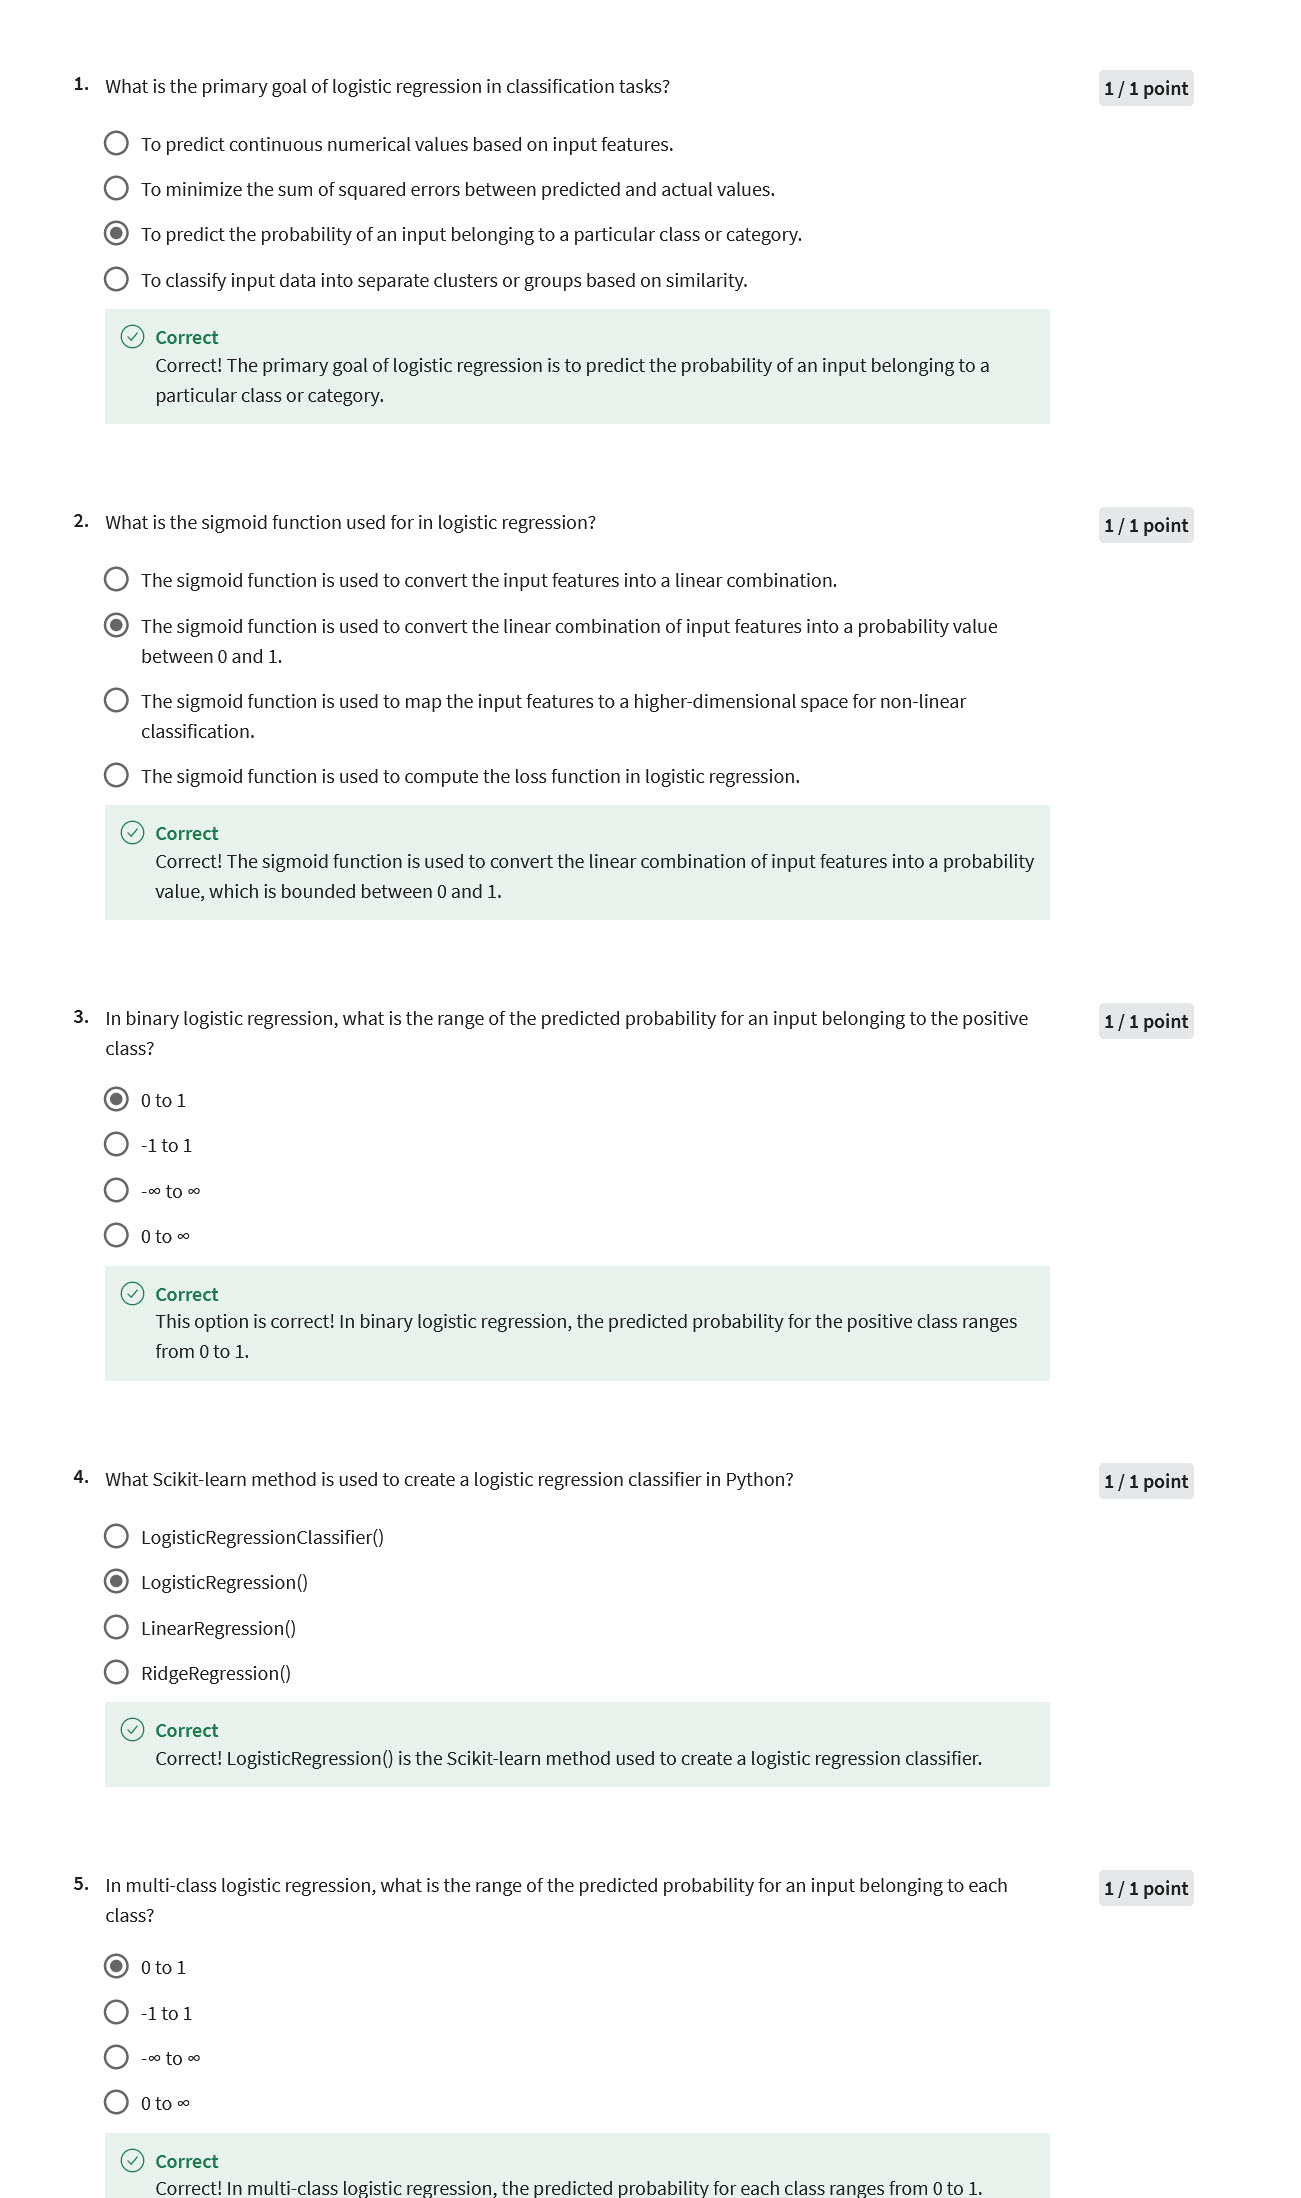 1. What is the primary goal of logistic regression in classification tasks?
1 / 1 point
To predict continuous numerical values based on input features.
To minimize the sum of squared errors between predicted and actual values.
To predict the probability of an input belonging to a particular class or category.
To classify input data into separate clusters or groups based on similarity.
Correct
Correct! The primary goal of logistic regression is to predict the probability of an input belonging to a
particular class or category.
2. What is the sigmoid function used for in logistic regression?
1 / 1 point
The sigmoid function is used to convert the input features into a linear combination.
The sigmoid function is used to convert the linear combination of input features into a probability value
between 0 and 1.
The sigmoid function is used to map the input features to a higher-dimensional space for non-linear
classification.
The sigmoid function is used to compute the loss function in logistic regression.
Correct
Correct! The sigmoid function is used to convert the linear combination of input features into a probability
value, which is bounded between 0 and 1.
3. In binary logistic regression, what is the range of the predicted probability for an input belonging to the positive
class?
1 / 1 point
0 to 1
-1 to 1
-∞ to ∞
0 to ∞
Correct
This option is correct! In binary logistic regression, the predicted probability for the positive class ranges
from 0 to 1.
4. What Scikit-learn method is used to create a logistic regression classifier in Python?
1 / 1 point
LogisticRegressionClassifier()
LogisticRegression()
LinearRegression()
RidgeRegression()
Correct
Correct! LogisticRegression() is the Scikit-learn method used to create a logistic regression classifier.
5. In multi-class logistic regression, what is the range of the predicted probability for an input belonging to each
class?
1 / 1 point
0 to 1
-1 to 1
-∞ to ∞
0 to ∞
Correct
Correct! In multi-class logistic regression, the predicted probability for each class ranges from 0 to 1.